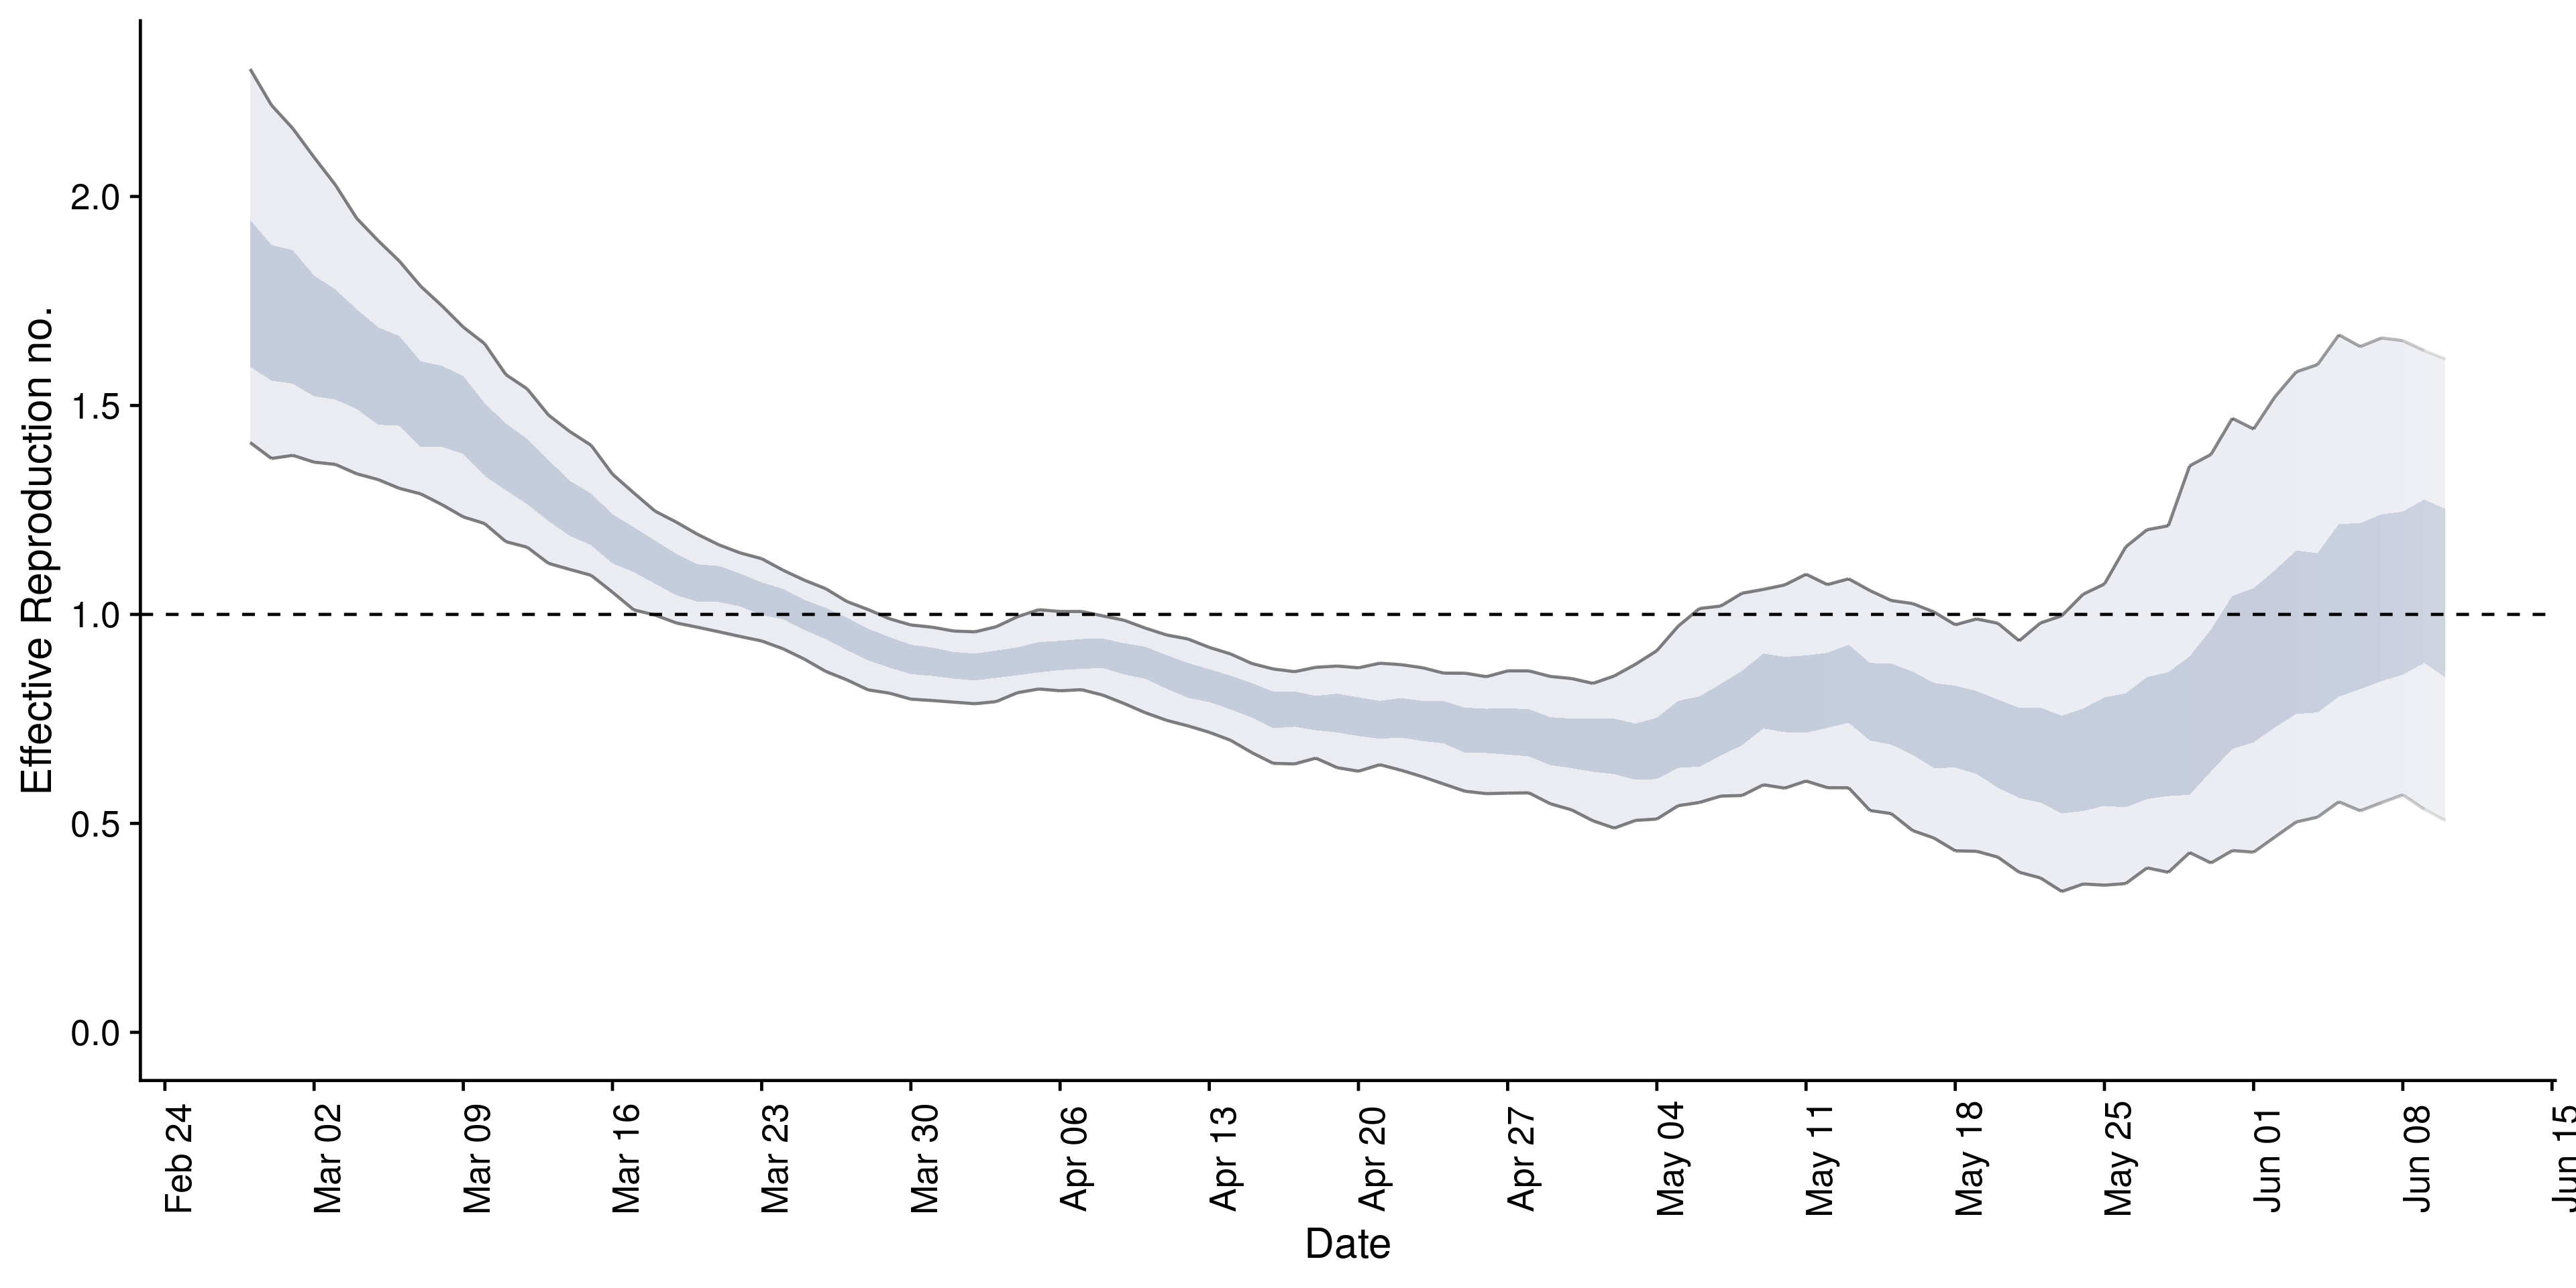 Effective Reproduction no.
2.0
1.5
1.0
0.5
0.0
Feb 24
Mar 02
Mar 09
Mar 16
Mar 23
Mar 30
Apr 06
Apr 13
Apr 20
Apr 27
May 04
May 11
May 18
May 25
Jun 01
Jun 08
Jun 15
Date